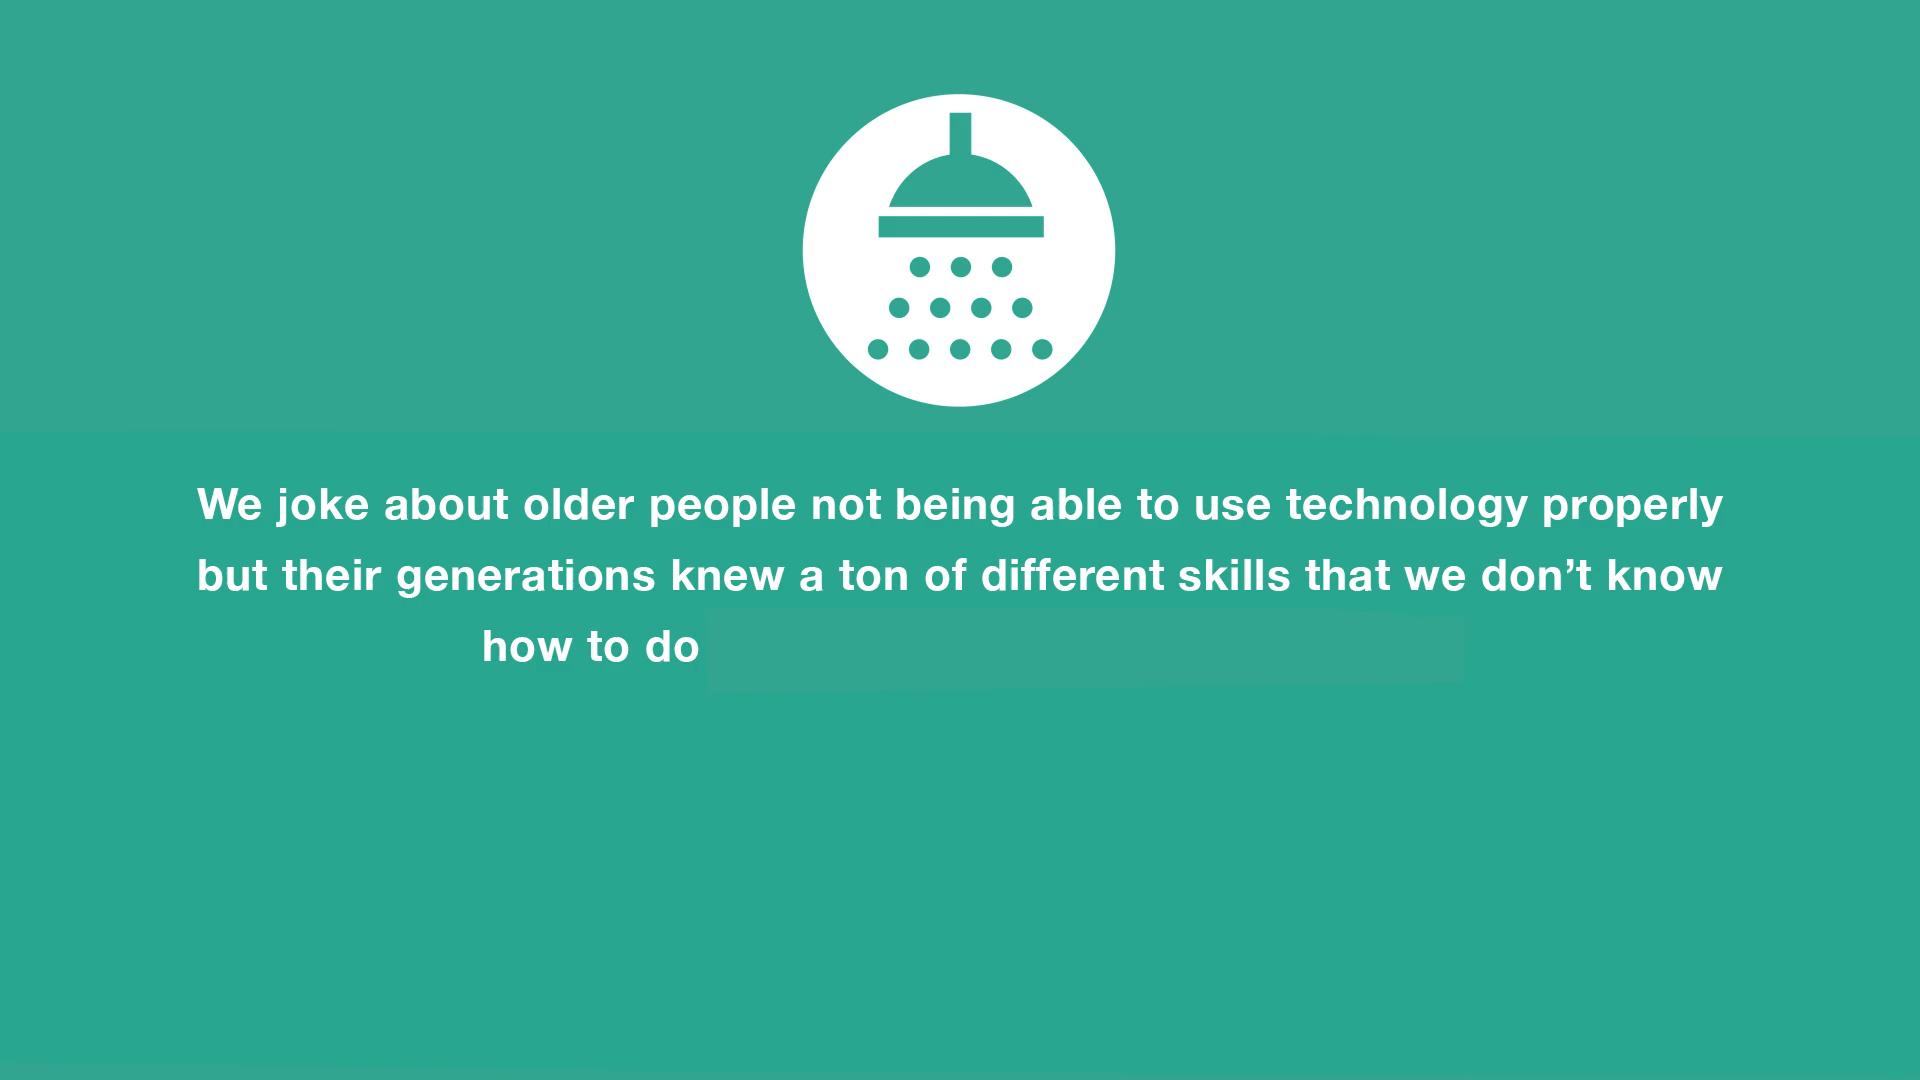 We joke about older people not being able to use technology properly
but their generations knew a ton of different skills that we don’t know
how to do